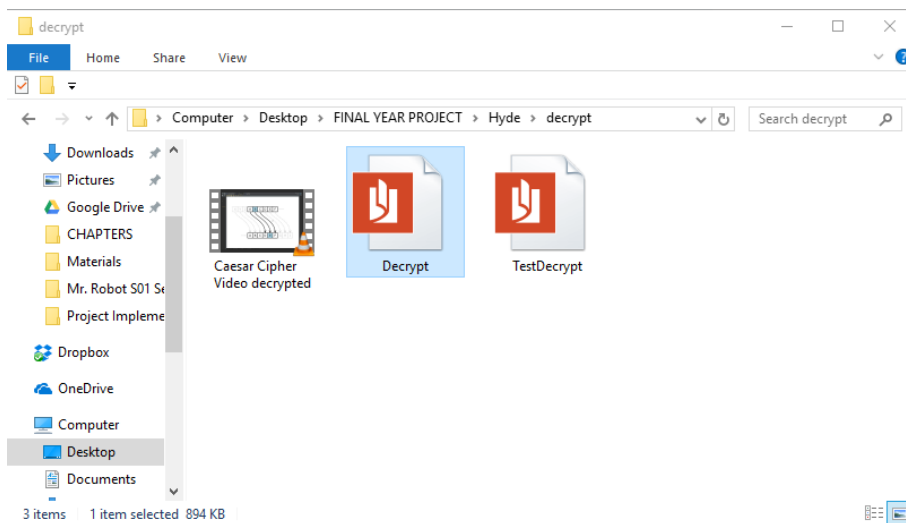 decrypt
File Home Share View
Computer > Desktop > FINAL YEAR PROJECT > Hyde > decrypt
Search decrypt
Downloads
Pictures
Google Drive
CHAPTERS
Materials
Mr. Robot S01 Se
Project Impleme
Dropbox
OneDrive
Computer
Desktop
Documents
Caesar Cipher
Video decrypted
Decrypt
TestDecrypt
3 items 1 item selected 894 KB